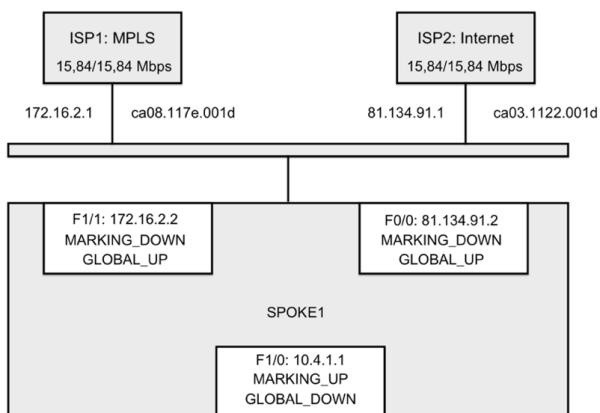 ISP1: MPLS
15,84/15,84 Mbps
ISP2: Internet
15,84/15,84 Mbps
172.16.2.1
ca08.117e.001d
81.134.91.1
ca03.1122.001d
F1/1: 172.16.2.2
MARKING_DOWN
GLOBAL_UP
F0/0: 81.134.91.2
MARKING_DOWN
GLOBAL_UP
SPOKE1
F1/0: 10.4.1.1
MARKING_UP
GLOBAL_DOWN